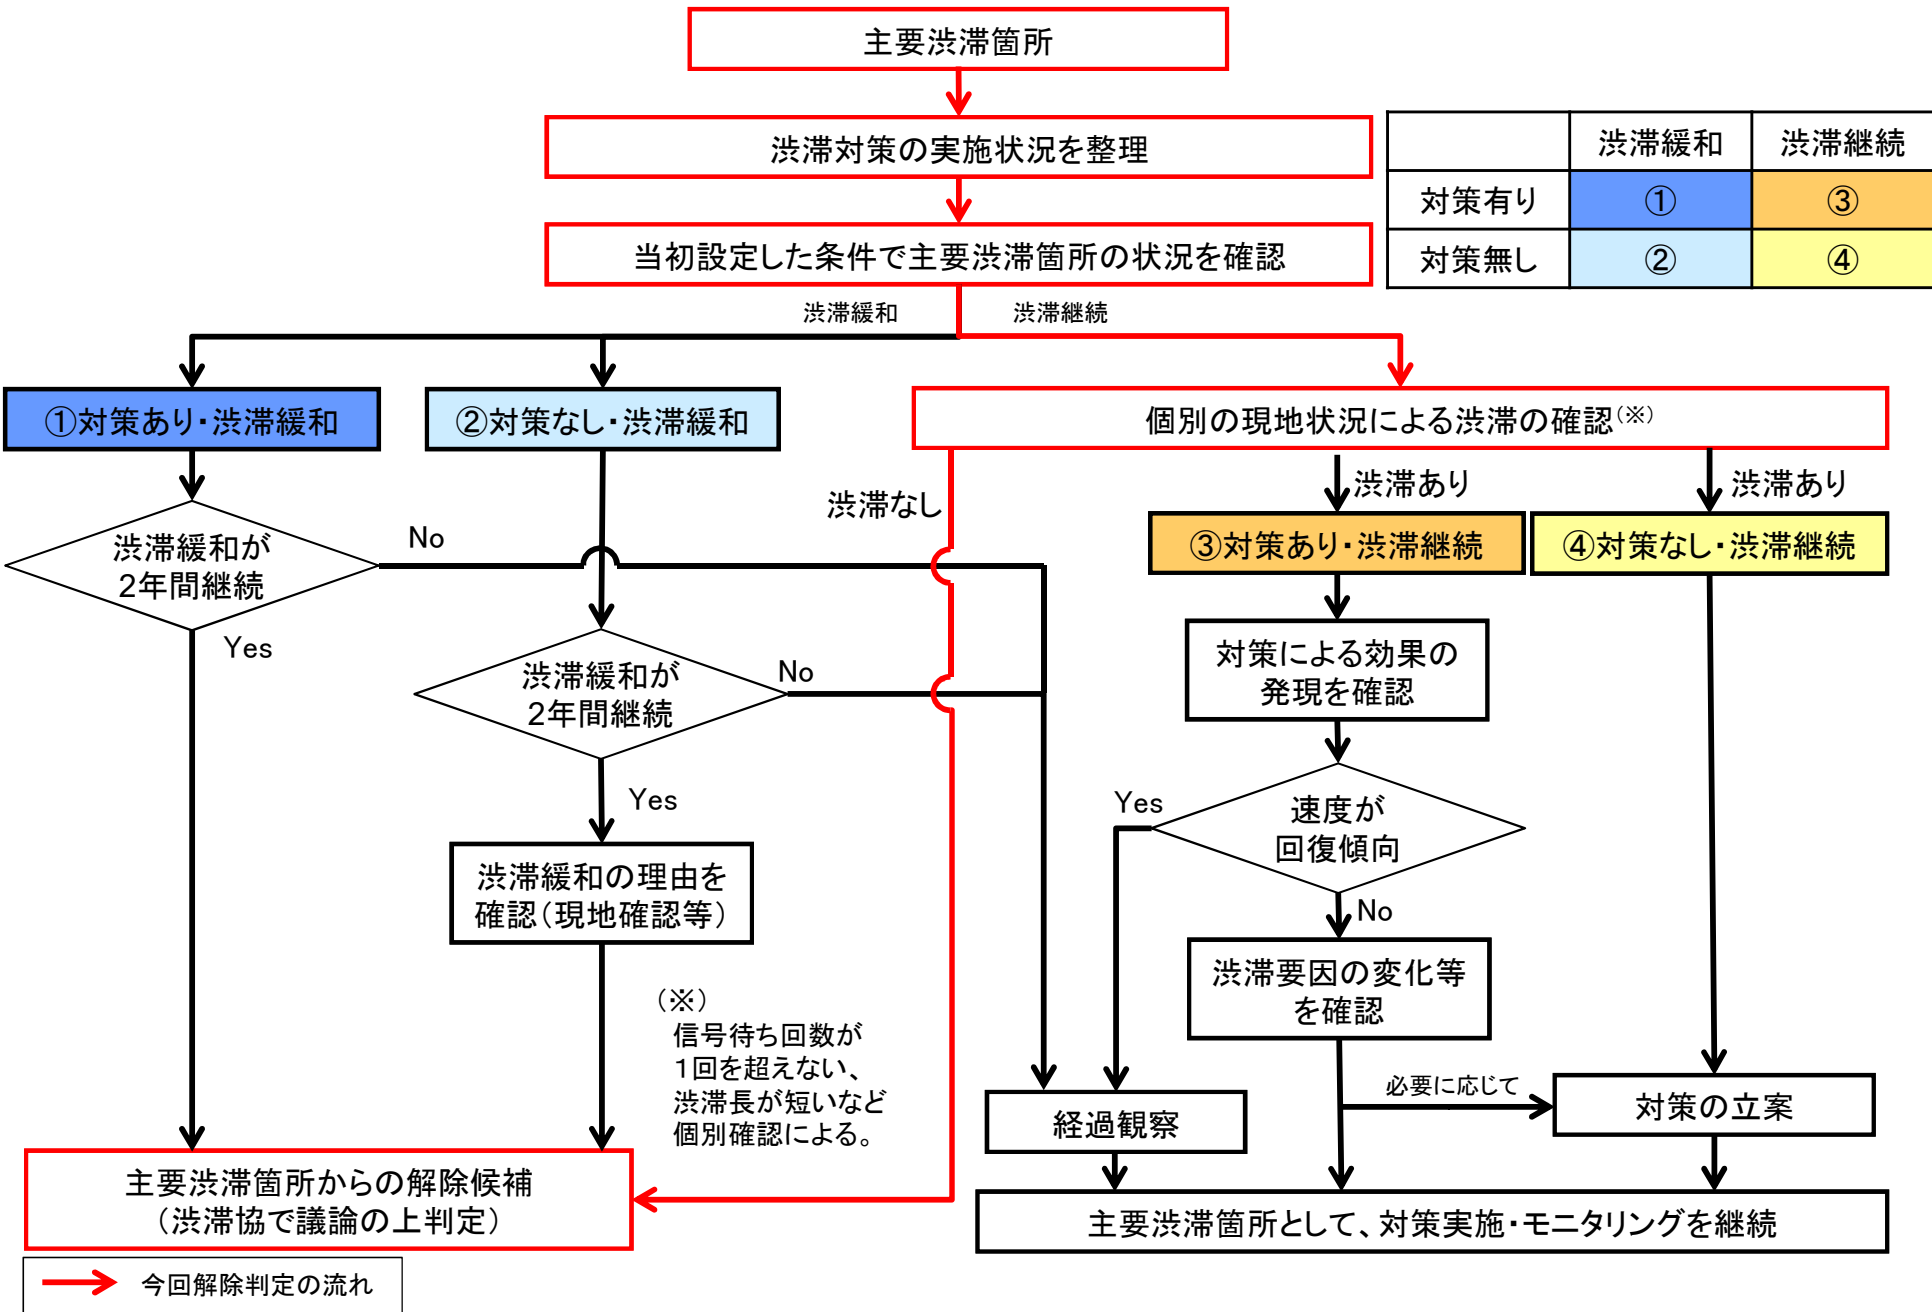 主要渋滞箇所
渋滞対策の実施状況を整理
当初設定した条件で主要渋滞箇所の状況を確認
渋滞緩和 渋滞継続
対策有り ① ③
対策無し ② ④
渋滞緩和
渋滞継続
①対策あり・渋滞緩和
②対策なし・渋滞緩和
個別の現地状況による渋滞の確認(※)
渋滞なし
渋滞あり
渋滞あり
③対策あり・渋滞継続
④対策なし・渋滞継続
渋滞緩和が
2年間継続
No
Yes
渋滞緩和が
2年間継続
No
Yes
対策による効果の
発現を確認
速度が
回復傾向
Yes
No
渋滞緩和の理由を
確認(現地確認等)
渋滞要因の変化等
を確認
(※)
信号待ち回数が
1回を超えない、
渋滞長が短いなど
個別確認による。
必要に応じて
対策の立案
経過観察
主要渋滞箇所からの解除候補
(渋滞協で議論の上判定)
主要渋滞箇所として、対策実施・モニタリングを継続
今回解除判定の流れ